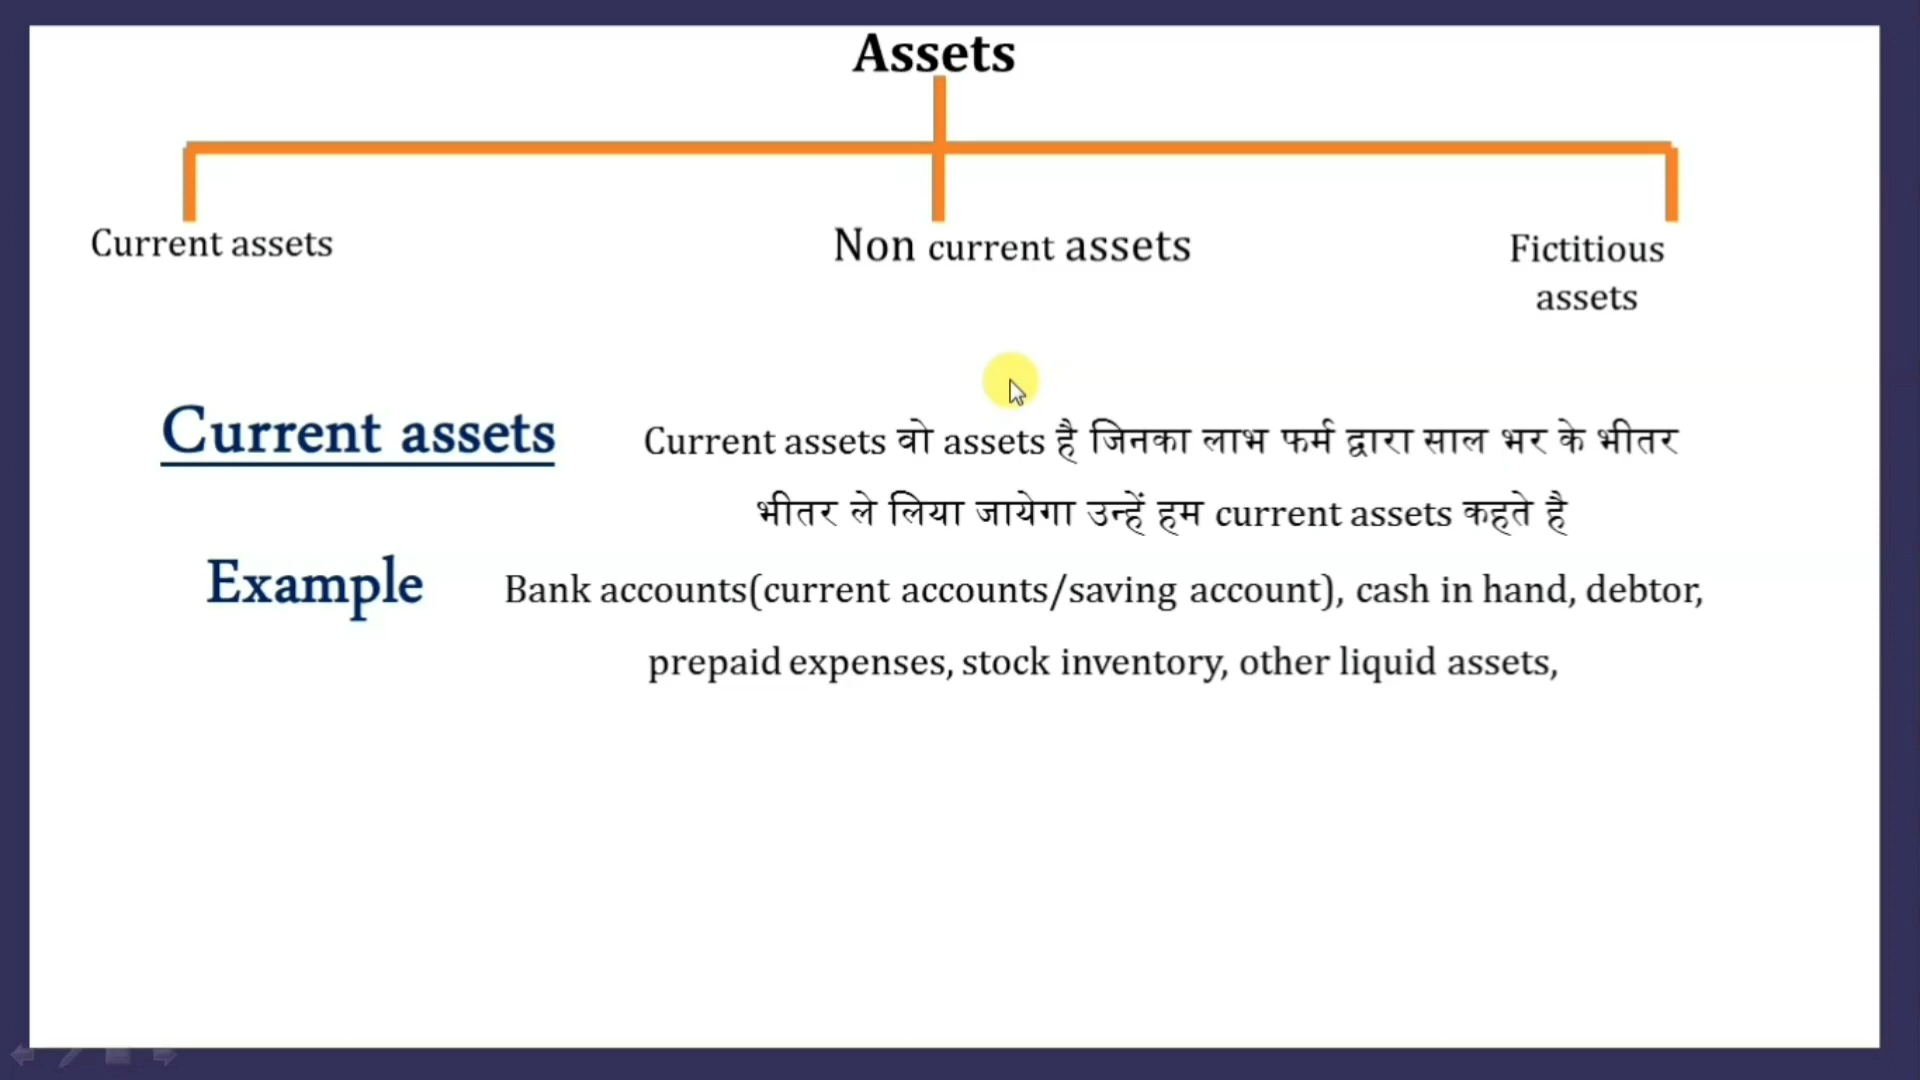 Assets
Current assets
Non current assets
Fictitious
assets
Current assets
Current assets वो assets है जिनका लाभ फर्म द्वारा साल भर के भीतर
भीतर ले लिया जायेगा उन्हें हम current assets कहते है
Example
Bank accounts(current accounts/saving account), cash in hand, debtor,
prepaid expenses, stock inventory, other liquid assets,